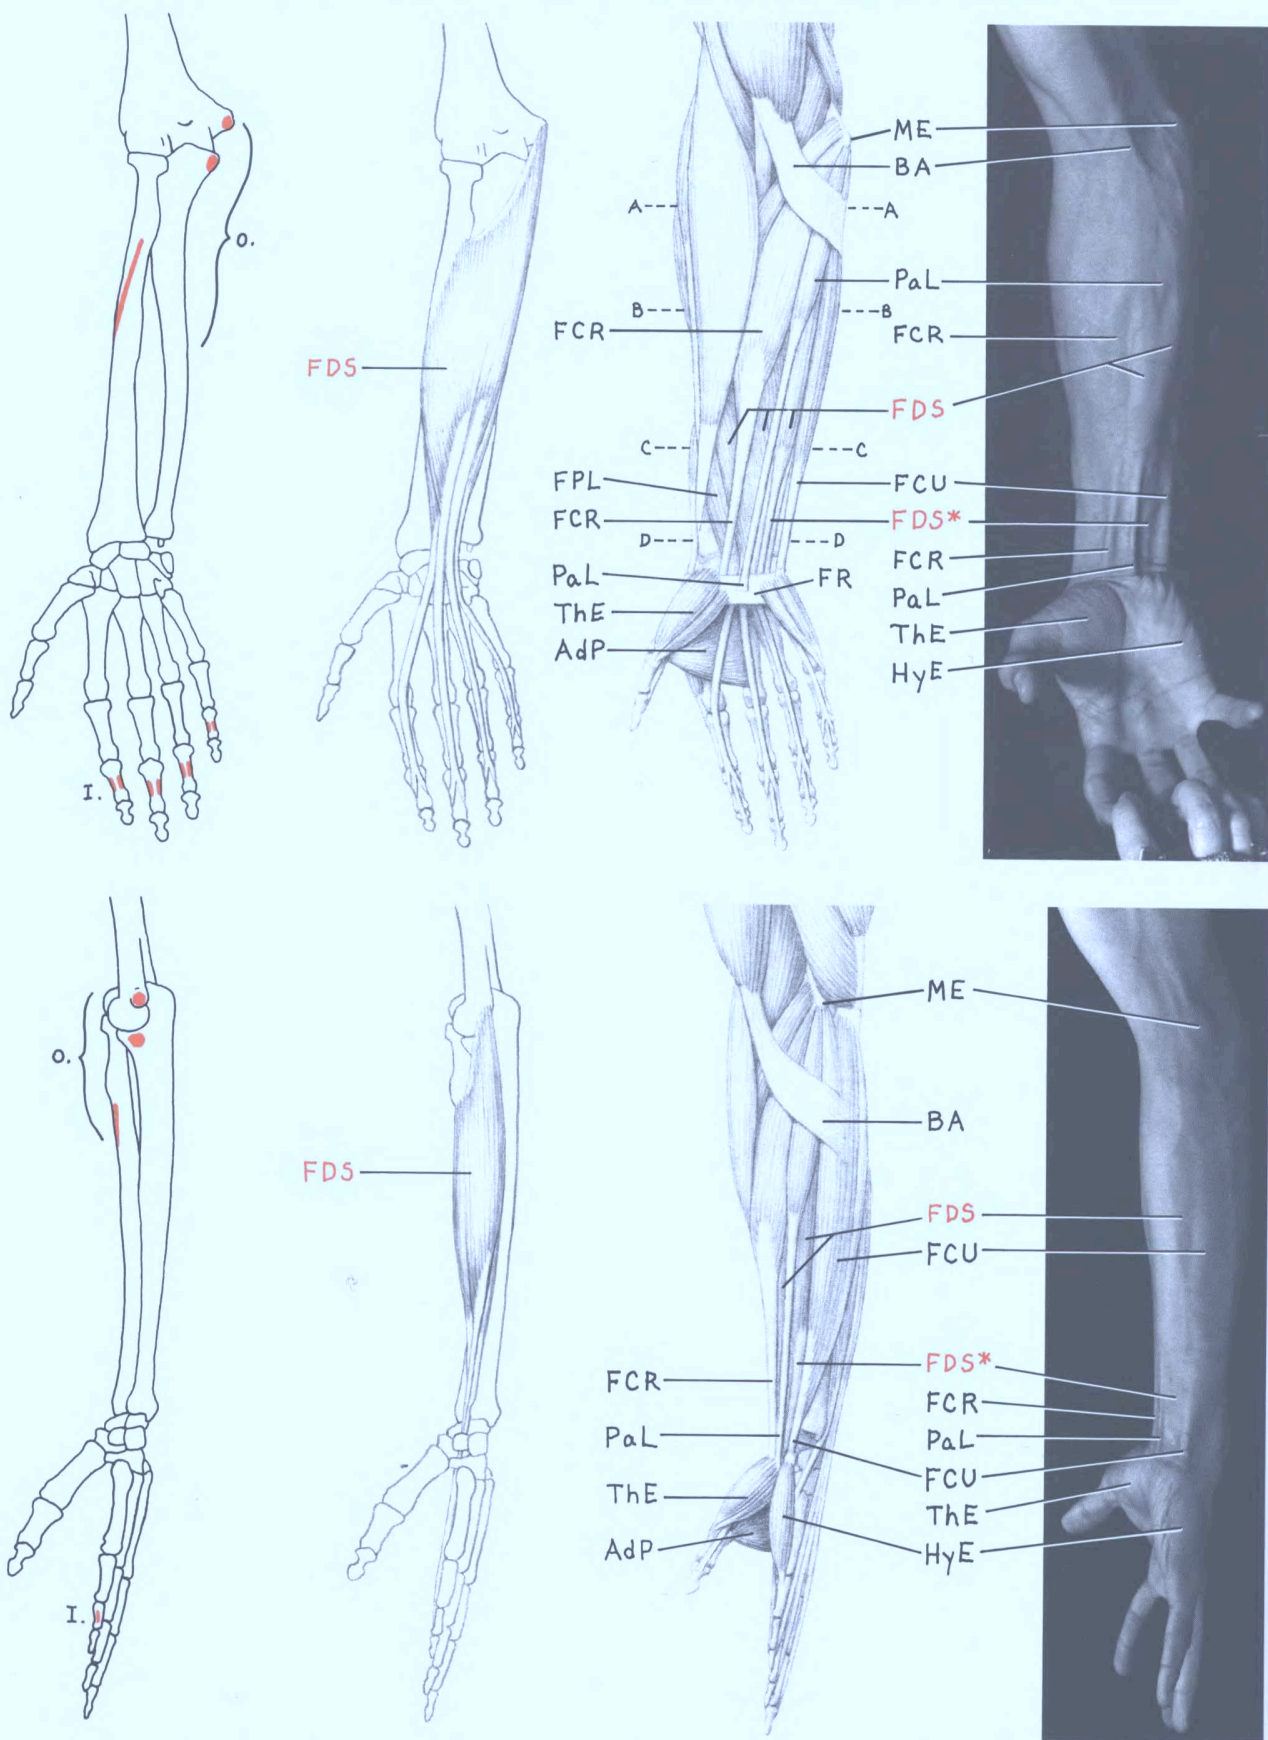 ME
BA
A
A
O.
PaL
B
B
FCR
FCR
FDS
FDS
C
C
FPL
FCU
FCR
FDS*
D
D
FCR
PaL
FR
PaL
ThE
ThE
AdP
HyE
I.
ME
O.
BA
FDS
FDS
FCU
FDS*
FCR
FCR
PaL
PaL
FCU
ThE
ThE
AdP
HyE
I.